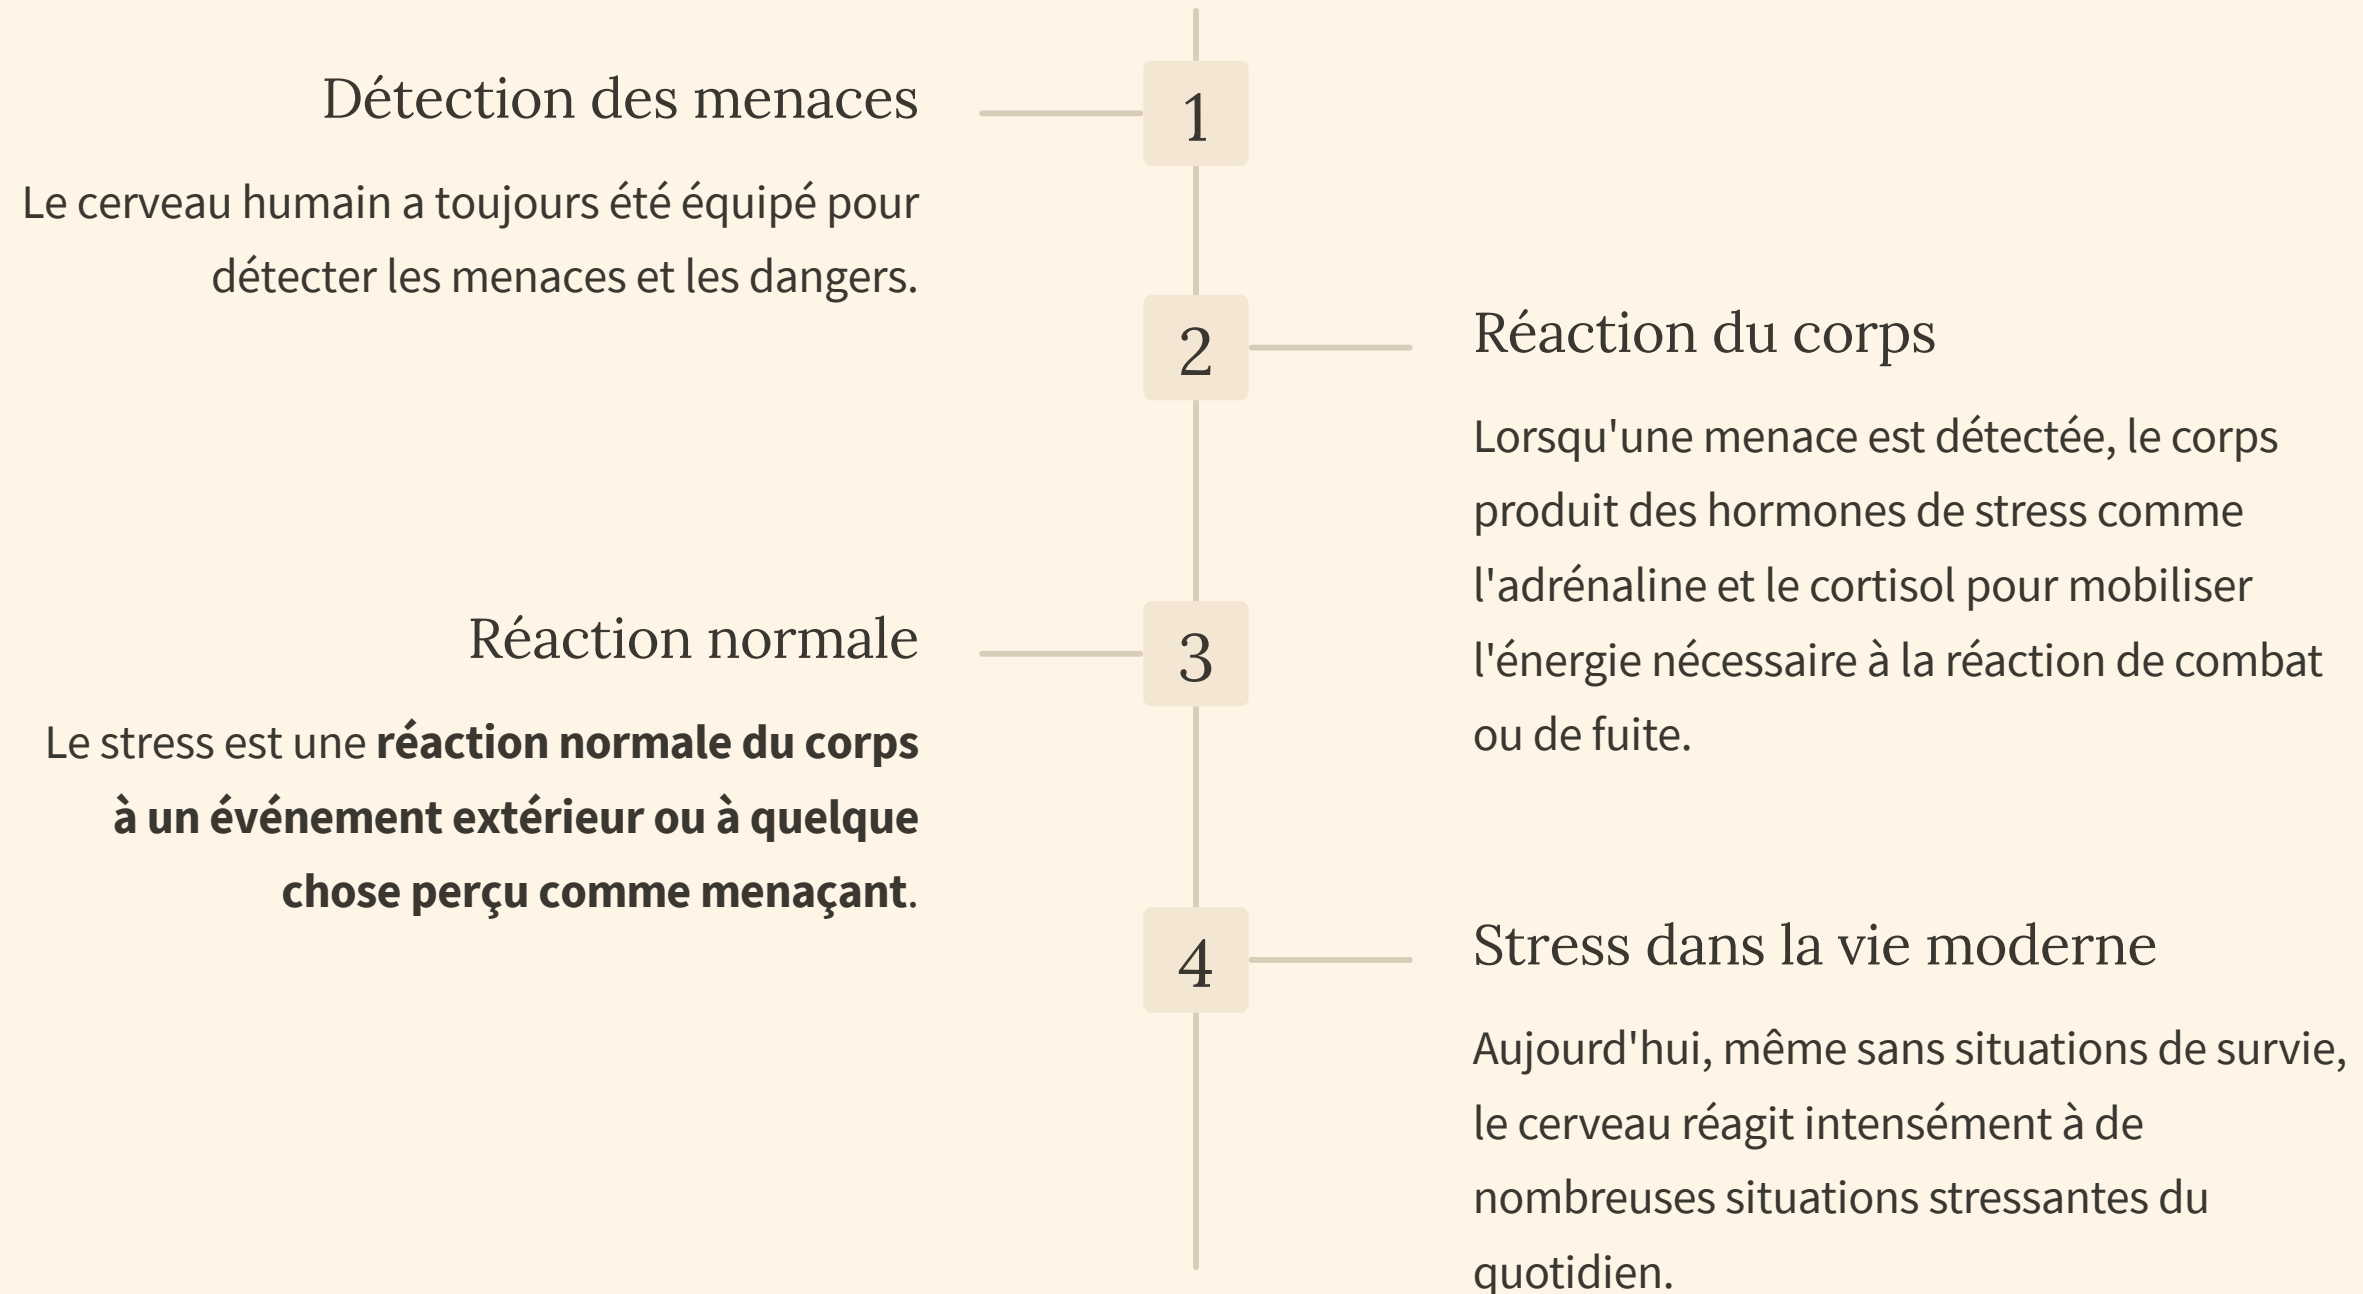 1
Détection des menaces
Le cerveau humain a toujours été équipé pour
détecter les menaces et les dangers.
2
Réaction du corps
Lorsqu'une menace est détectée, le corps
produit des hormones de stress comme
l'adrénaline et le cortisol pour mobiliser
l'énergie nécessaire à la réaction de combat
ou de fuite.
3
Réaction normale
Le stress est une réaction normale du corps
à un événement extérieur ou à quelque
chose perçu comme menaçant.
4
Stress dans la vie moderne
Aujourd'hui, même sans situations de survie,
le cerveau réagit intensément à de
nombreuses situations stressantes du
quotidien.